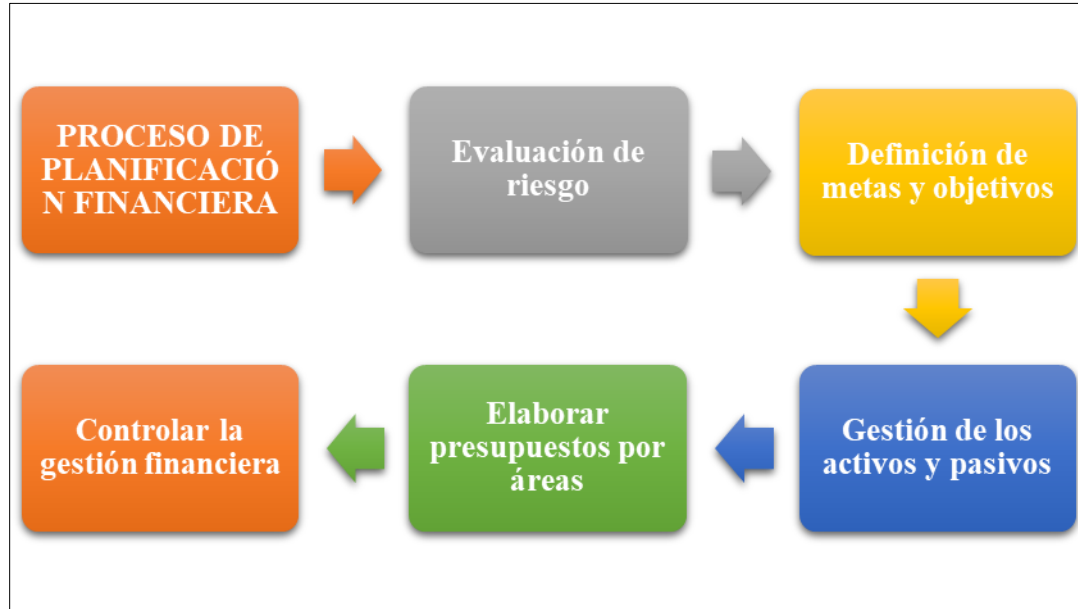 PROCESO DE
PLANIFICACIÓ
N FINANCIERA
Evaluación de
riesgo
Definición de
metas y objetivos
Gestión de los
activos y pasivos
Elaborar
presupuestos por
áreas
Controlar la
gestión financiera